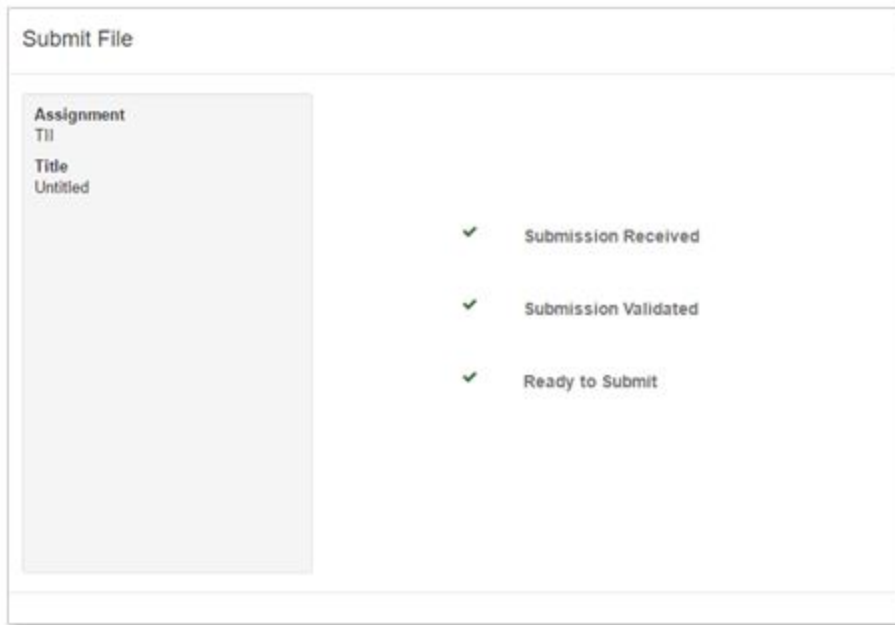 Submit File
Assignment
TII
Title
Untitled
Submission Received
Submission Validated
Ready to Submit